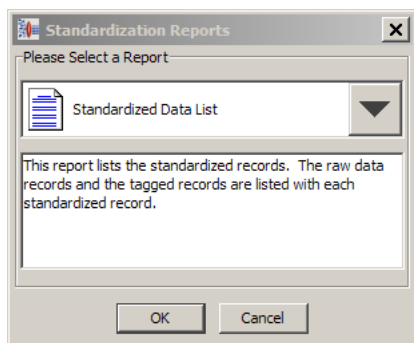 Standardization Reports
Please Select a Report
Standardized Data List
This report lists the standardized records.  The raw data
records and the tagged records are listed with each
standardized record.
OK
Cancel